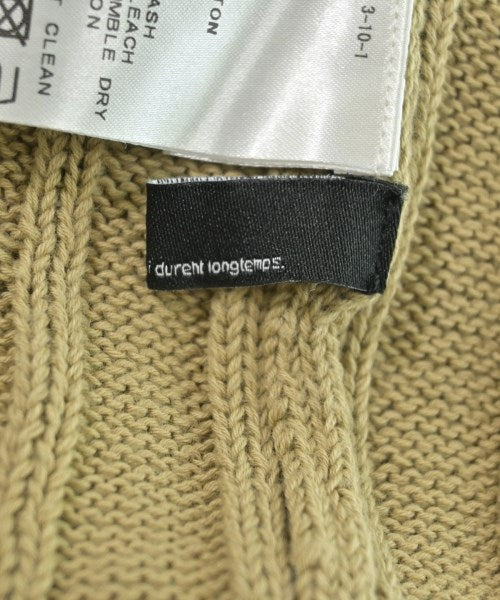 durent longtemps.
3-10-1
TON
ASH
LEACH
MBLE DRY
ON
T CLEAN